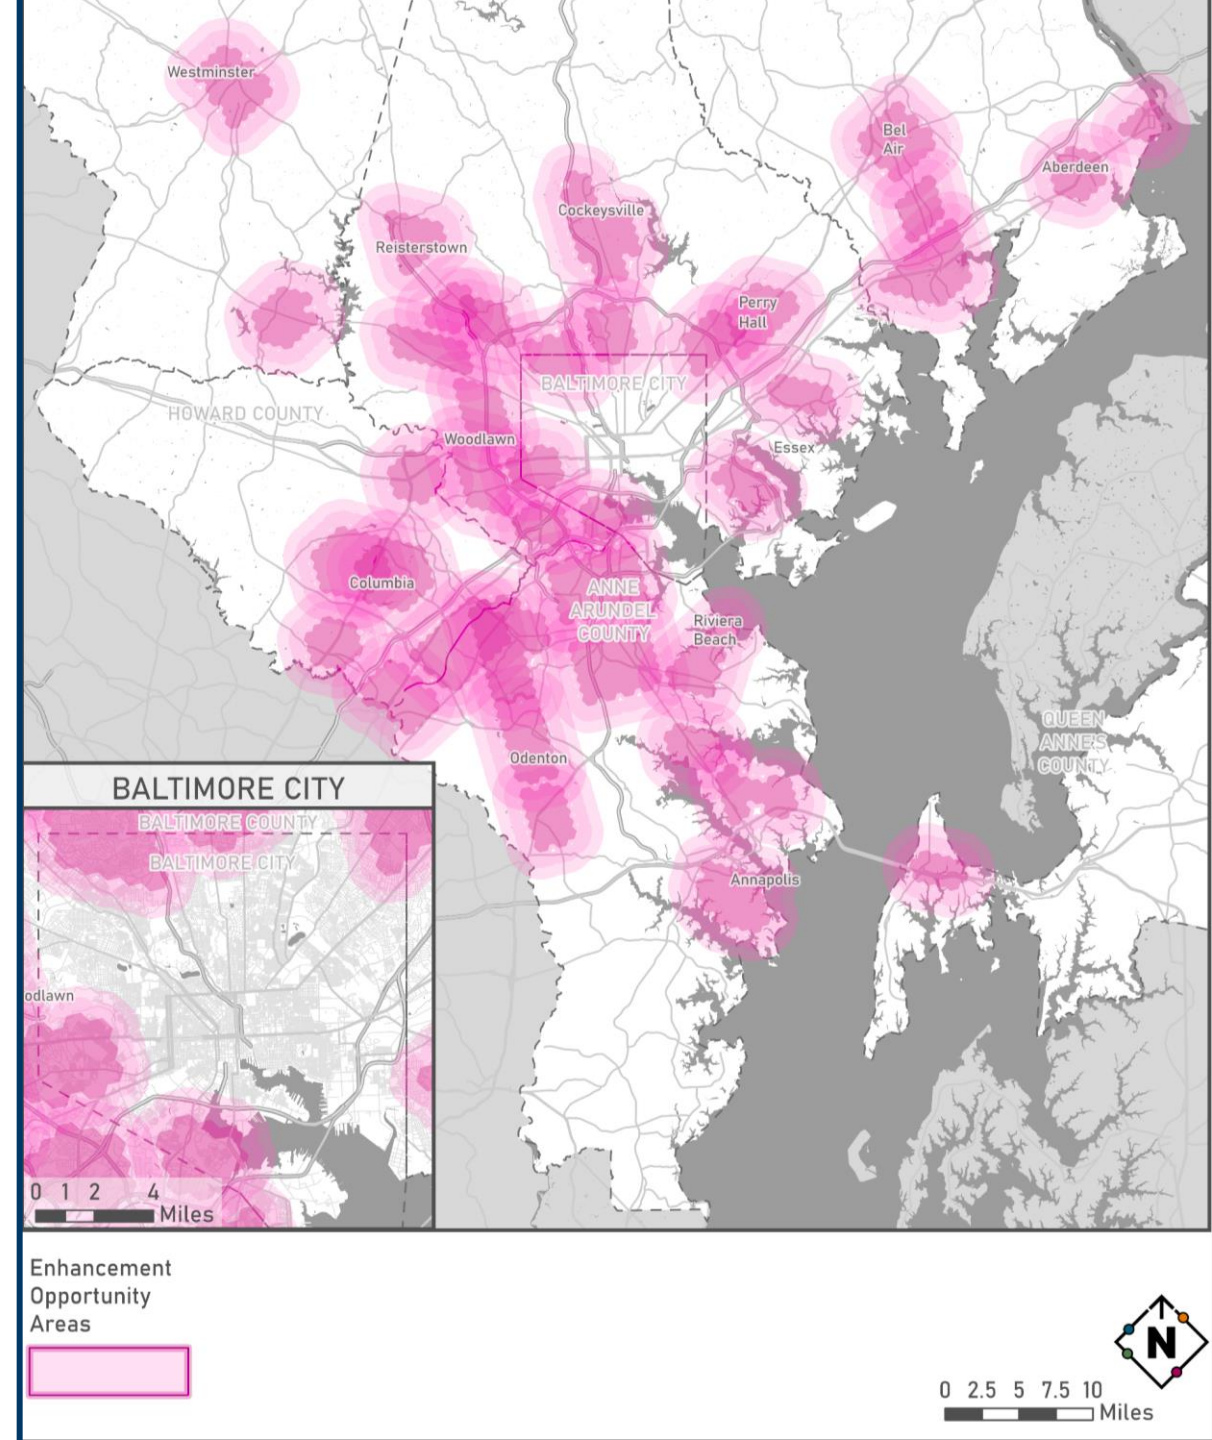 Westminster
Bel
Air
Aberdeen
Cockeysville
Reisterstown
Perry
Hall
BALTIMORE CITY
HOWARD COUNTY
Woodlawn
Essex
Columbia
ANNE
ARUNDEL
COUNTY
Riviera
Beach
QUEEN
ANNE'S
COUNTY
Odenton
Annapolis
BALTIMORE CITY
BALTIMORE COUNTY
BALTIMORE CITY
odlawn
0 1 2 4
Miles
Enhancement
Opportunity
Areas
N
0 2.5 5 7.5 10
Miles